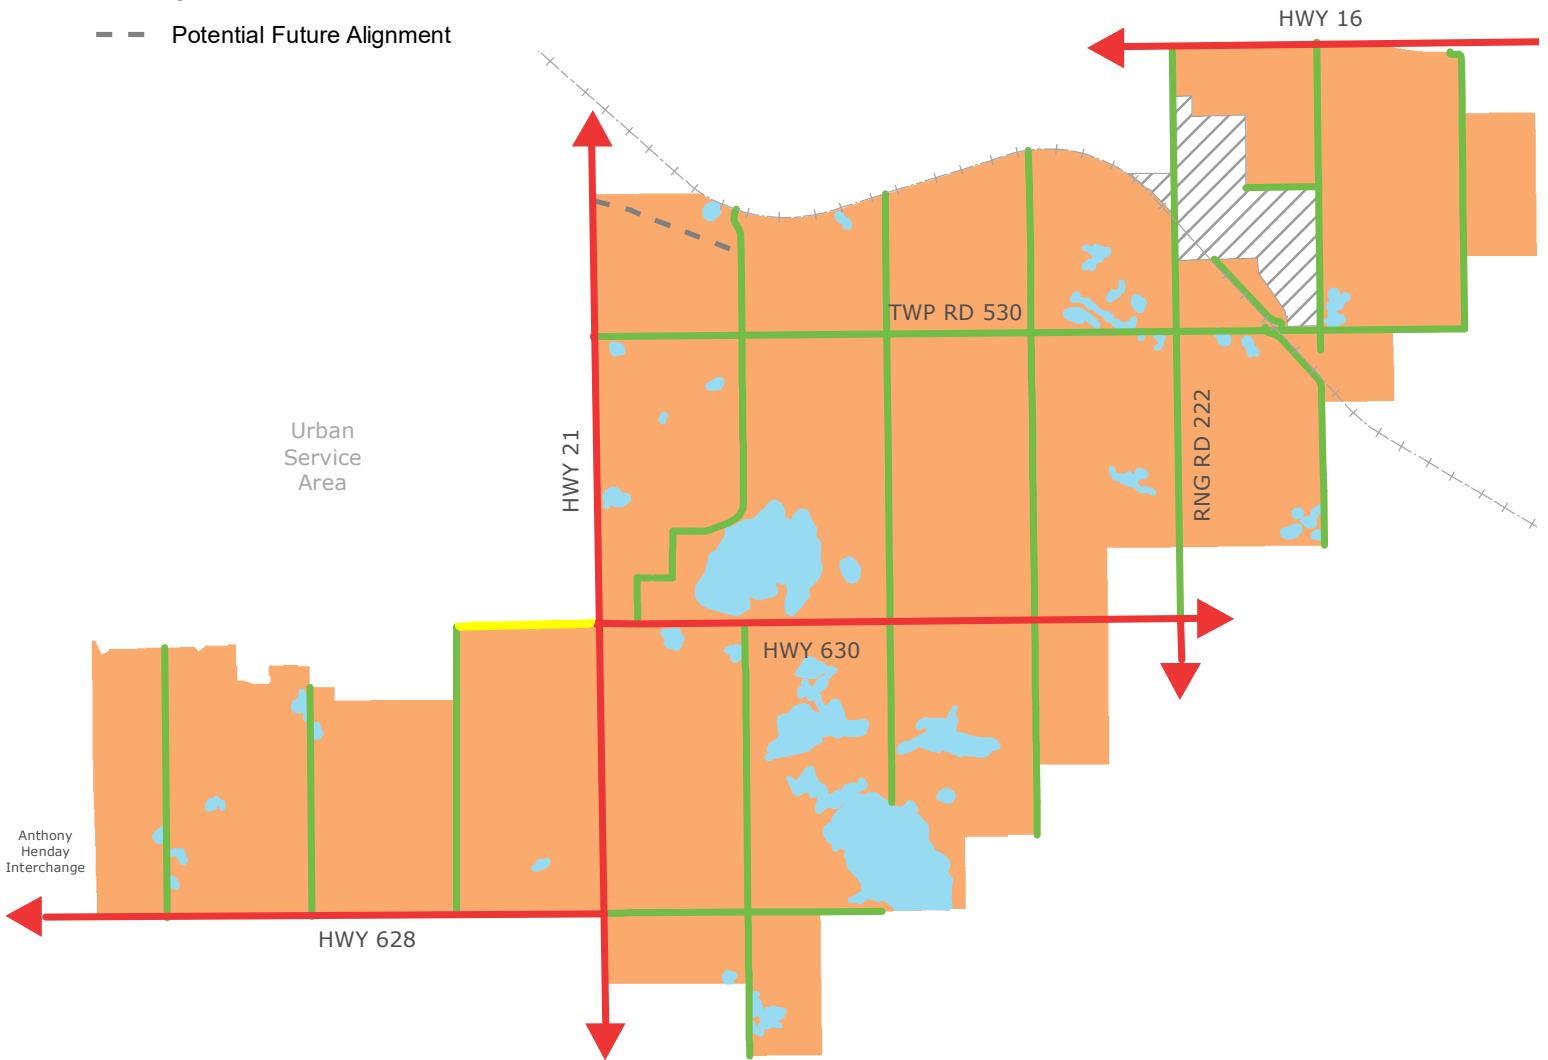 HWY 16
Potential Future Alignment
TWP RD 530
RNG RD 222
HWY 21
Urban
Service
Area
HWY 630
Anthony
Henday
Interchange
HWY 628